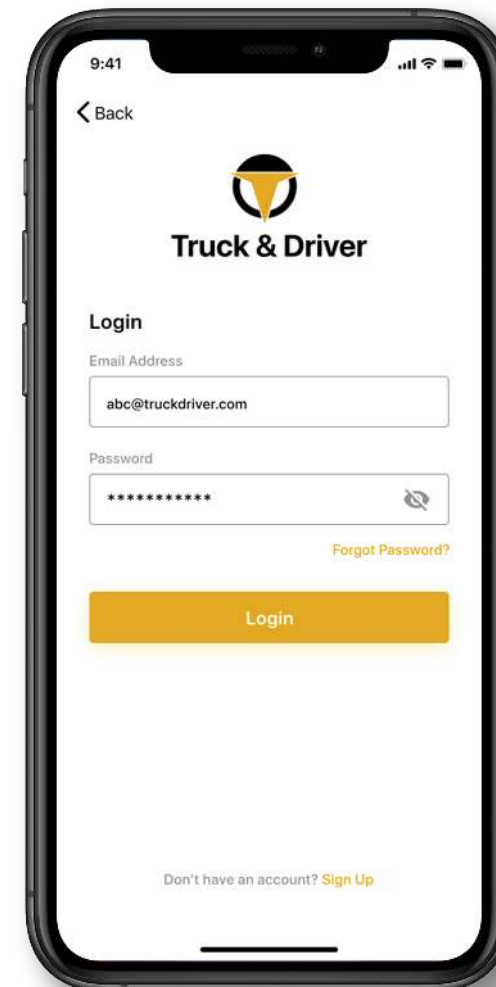 9:41
Back
Truck & Driver
Login
Email Address
abc@truckdriver.com
Password
***********
Forgot Password?
Login
Don't have an account? Sign Up